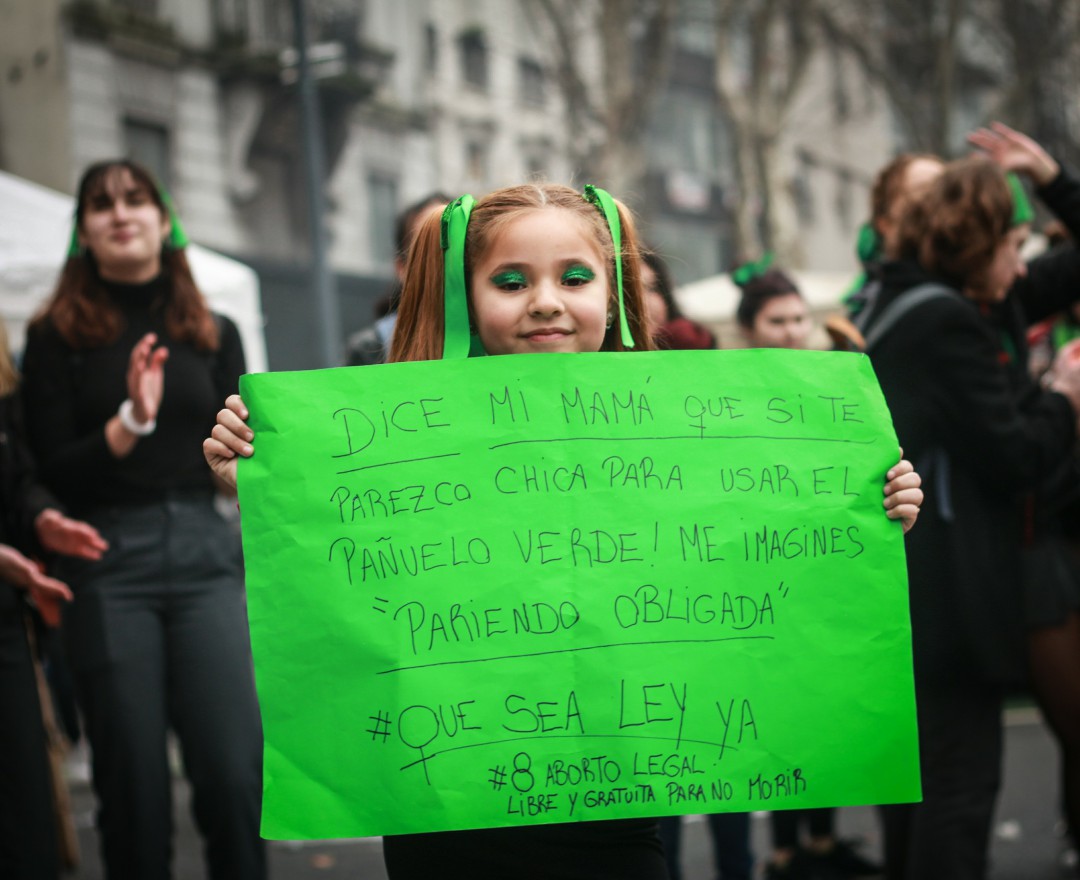 DICE MI MAMÁ QUE SI TE
PAREZCO CHICA PARA USAR EL
PAÑUELO VERDE! ME IMAGINES
"PARIENDO OBLIGADA"
#QUE SEA LEY YA
#8 ABORTO LEGAL.
LIBRE Y GRATUITA PARA NO MORIR